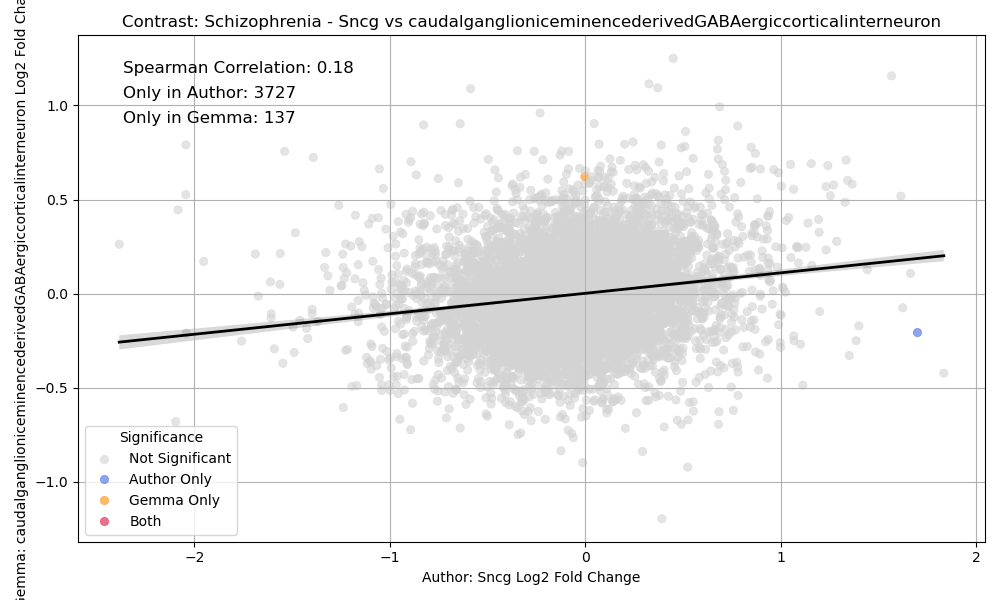 Contrast: Schizophrenia - Sncg vs caudalganglioniceminencederivedGABAergiccorticalinterneuron
Spearman Correlation: 0.18
Only in Author: 3727
Only in Gemma: 137
1.0
0.5
0.0
−0.5
−1.0
caudalganglioniceminencederivedGABAergiccorticalinterneuron Log2 Fold
Significance
Not Significant
Author Only
Gemma Only
Both
−2
−1
0
1
2
Author: Sncg Log2 Fold Change